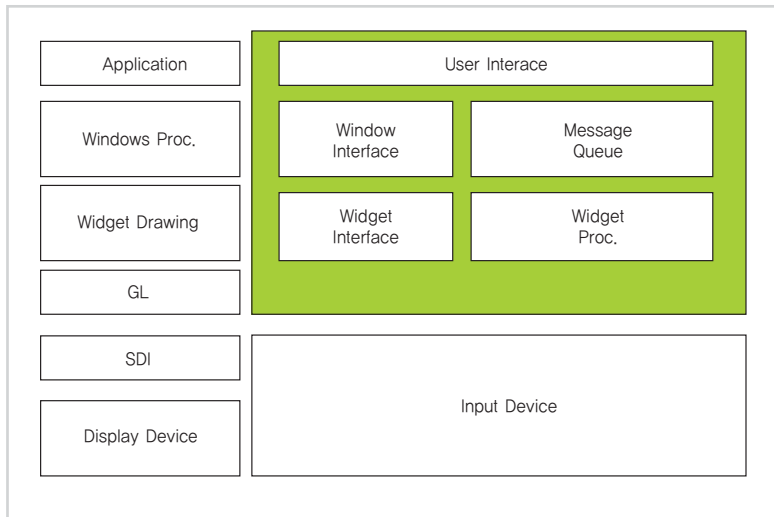 Application
User Interace
Windows Proc.
Window
Interface
Message
Queue
Widget Drawing
Widget
Interface
Widget
Proc.
GL
SDI
Input Device
Display Device